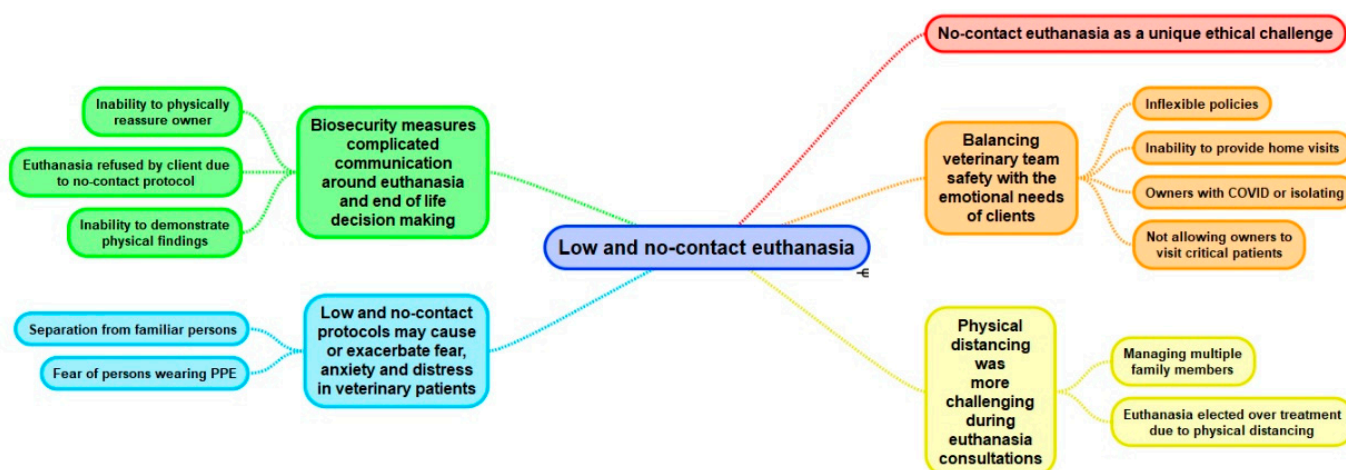 No-contact euthanasia as a unique ethical challenge
Inability to physically
reassure owner
Euthanasia refused by client due
to no-contact protocol
Inability to demonstrate
physical findings
Biosecurity measures
complicated
communication
around euthanasia
and end of life
decision making
Balancing
veterinary team
safety with the
emotional needs
of clients
Inflexible policies
Inability to provide home visits
Owners with COVID or isolating
Not allowing owners to
visit critical patients
Low and no-contact euthanasia
Separation from familiar persons
Fear of persons wearing PPE
Low and no-contact
protocols may cause
or exacerbate fear,
anxiety and distress
in veterinary patients
Physical
distancing
was
more
challenging
during
euthanasia
consultations
Managing multiple
family members
Euthanasia elected over treatment
due to physical distancing